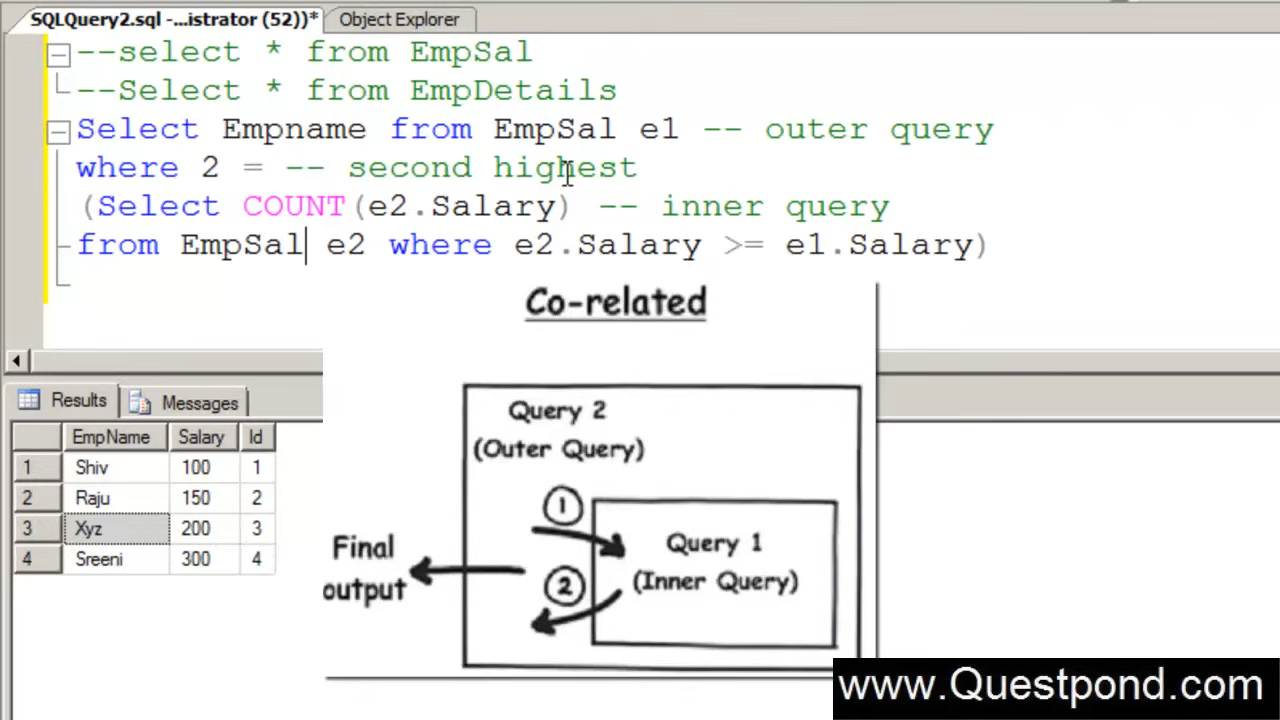 SQLQuery2.sql -...istrator (52))* Object Explorer
--select * from EmpSal
--Select * from EmpDetails
Select Empname from EmpSal e1 -- outer query
where 2 = -- second highest
(Select COUNT(e2.Salary) -- inner query
from EmpSal e2 where e2.Salary >= e1.Salary)
Co-related
Query 2
(Outer Query)
1
Query 1
(Inner Query)
2
Final
output
Results Messages
EmpName Salary Id
1 Shiv 100 1
2 Raju 150 2
3 Xyz 200 3
4 Sreeni 300 4
www.Questpond.com